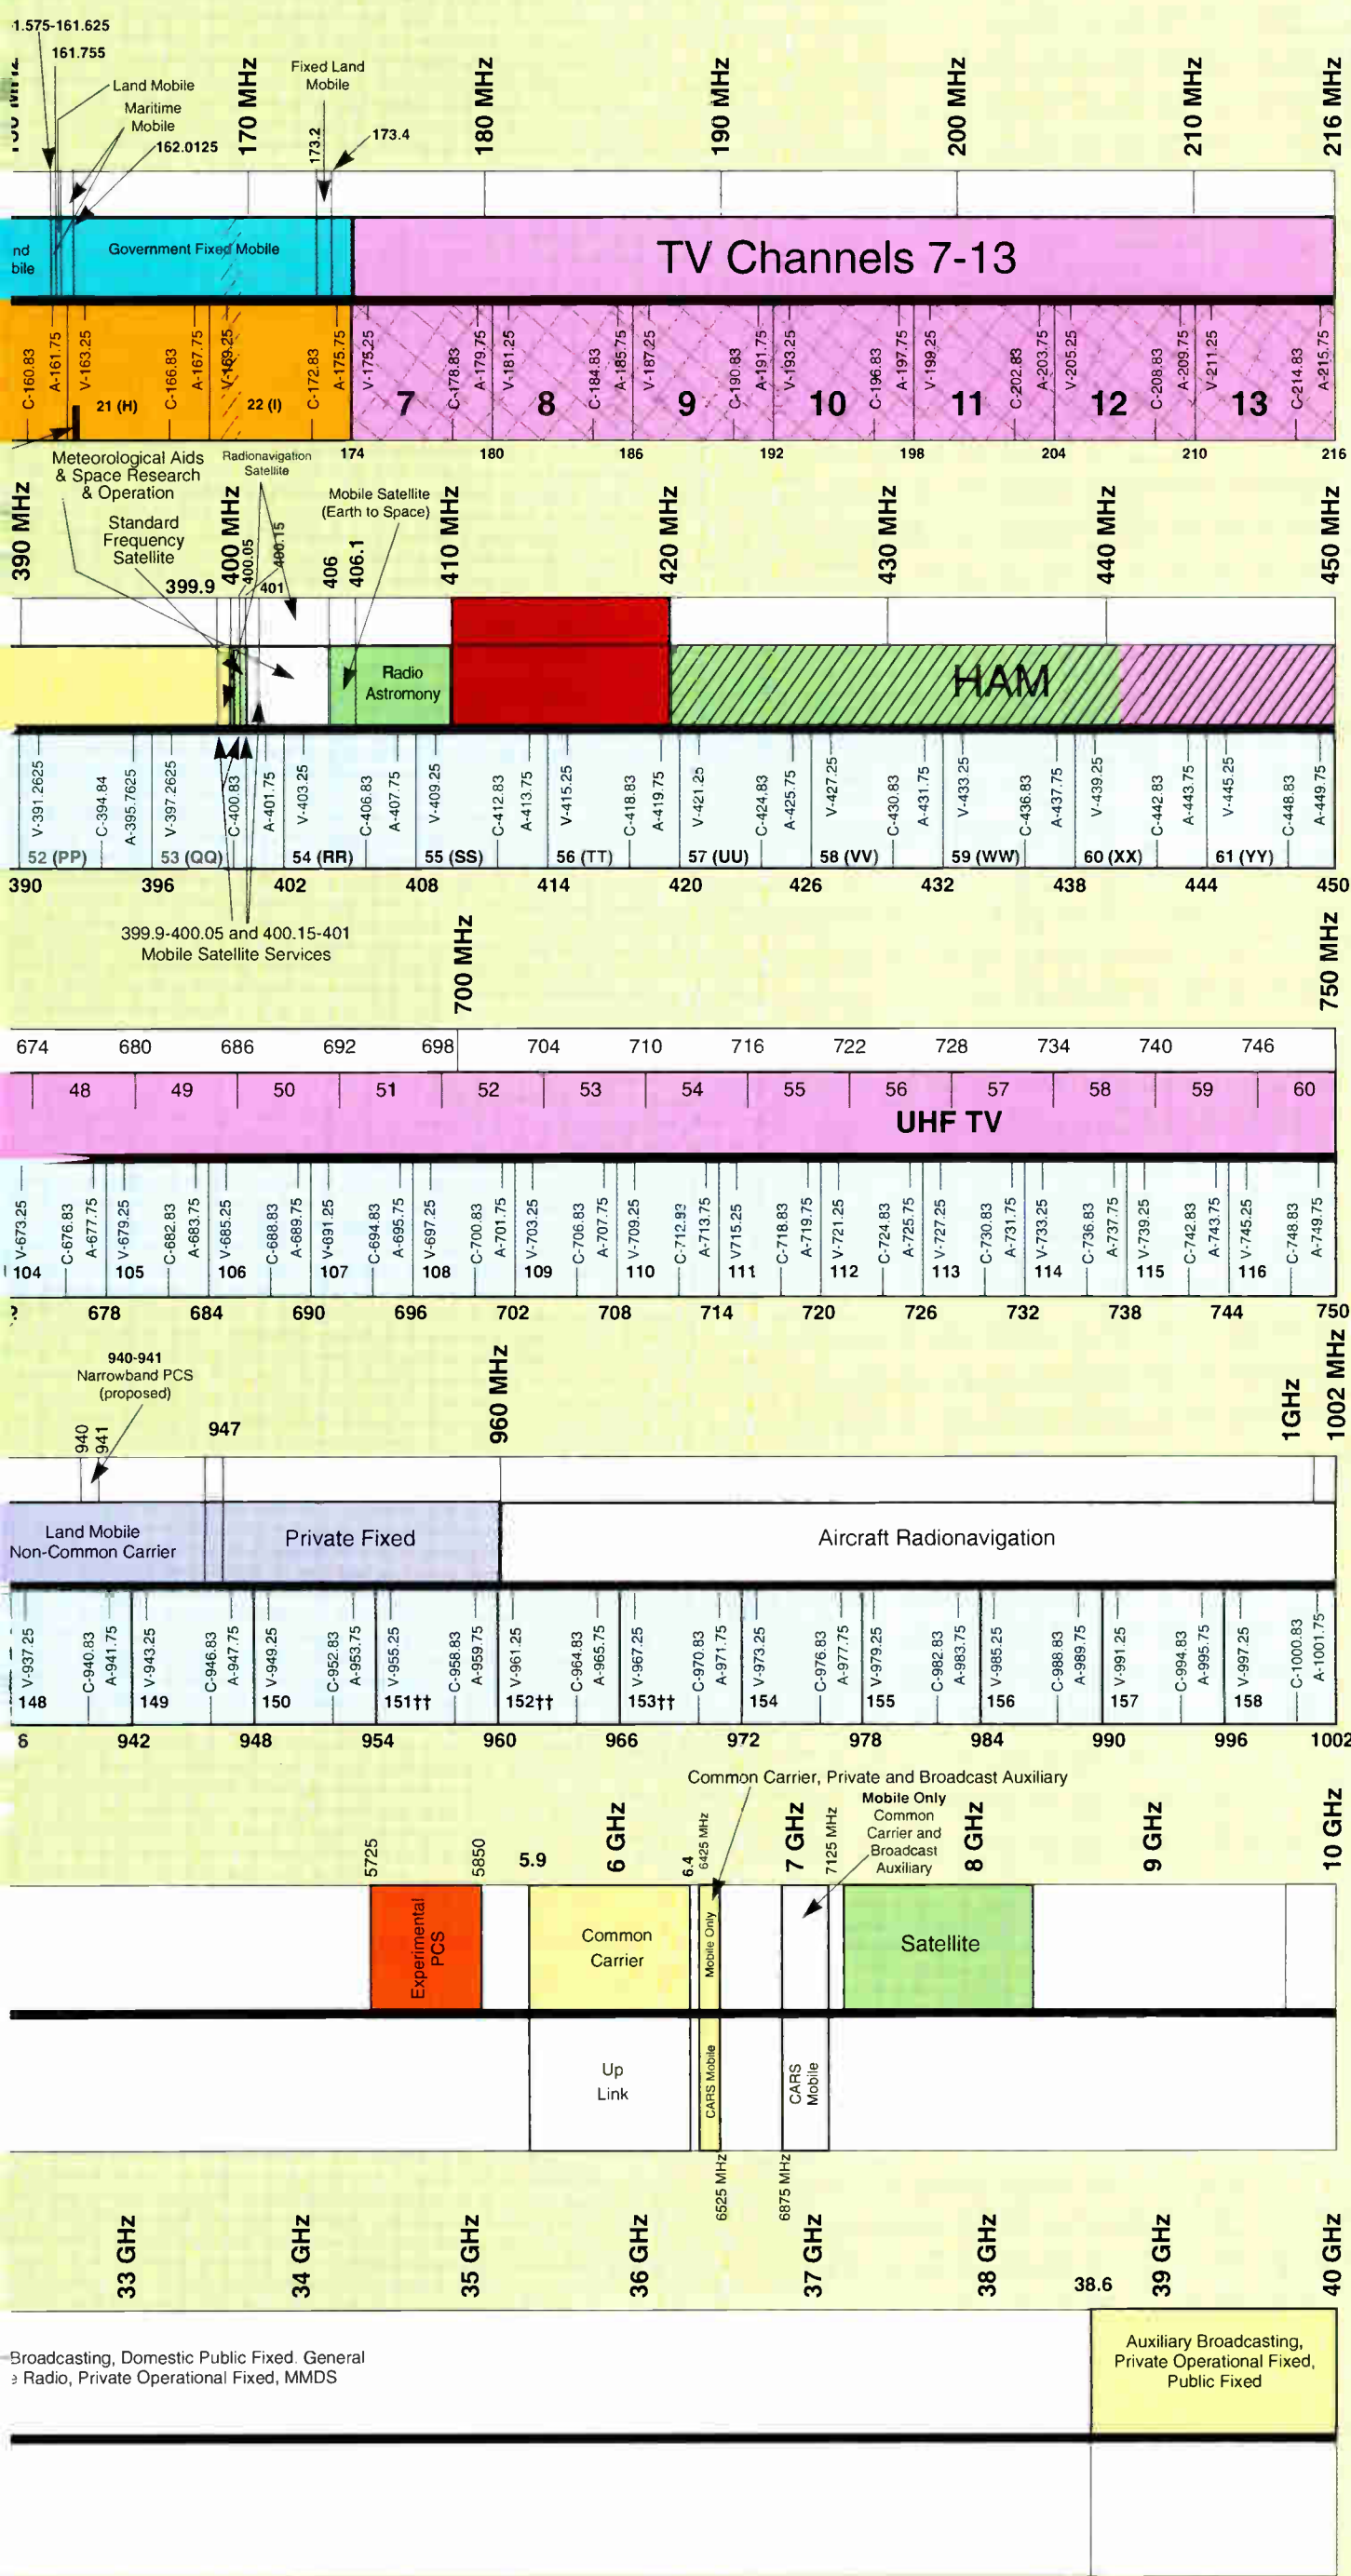 1.575-161.625
161.755
Land Mobile
Maritime
Mobile
162.0125
170 MHz
Fixed Land
Mobile
173.2
173.4
180 MHz
190 MHz
200 MHz
210 MHz
216 MHz
nd
bile
Government Fixed Mobile
TV Channels 7-13
C-160.83
A-161.75
V-163.25
21 (H)
C-166.83
A-167.75
V-169.25
22 (I)
C-172.83
A-175.75
V-175.25
7
C-178.83
A-179.75
V-181.25
8
C-184.83
A-185.75
V-187.25
9
C-190.83
A-191.75
V-193.25
10
C-196.83
A-197.75
V-199.25
11
C-202.83
A-203.75
V-205.25
12
C-208.83
A-209.75
V-211.25
13
C-214.83
A-215.75
174 180 186 192 198 204 210 216
Meteorological Aids
& Space Research
& Operation
Radionavigation
Satellite
Standard
Frequency
Satellite
Mobile Satellite
(Earth to Space)
390 MHz
399.9
400 MHz
400.05
400.15
401
406
406.1
410 MHz
420 MHz
430 MHz
440 MHz
450 MHz
Radio
Astromony
HAM
V-391.2625
C-394.84
A-395.7625
V-397.2625
C-400.83
A-401.75
V-403.25
C-406.83
A-407.75
V-409.25
C-412.83
A-413.75
V-415.25
C-418.83
A-419.75
V-421.25
C-424.83
A-425.75
V-427.25
C-430.83
A-431.75
V-433.25
C-436.83
A-437.75
V-439.25
C-442.83
A-443.75
V-445.25
C-448.83
A-449.75
52 (PP) 53 (QQ) 54 (RR) 55 (SS) 56 (TT) 57 (UU) 58 (VV) 59 (WW) 60 (XX) 61 (YY)
390 396 402 408 414 420 426 432 438 444 450
399.9-400.05 and 400.15-401
Mobile Satellite Services
700 MHz
750 MHz
674 680 686 692 698 704 710 716 722 728 734 740 746
48 49 50 51 52 53 54 55 56 57 58 59 60
UHF TV
V-673.25
C-676.83
A-677.75
V-679.25
C-682.83
A-683.75
V-685.25
C-688.83
A-689.75
V-691.25
C-694.83
A-695.75
V-697.25
C-700.83
A-701.75
V-703.25
C-706.83
A-707.75
V-709.25
C-712.93
A-713.75
V715.25
C-718.83
A-719.75
V-721.25
C-724.83
A-725.75
V-727.25
C-730.83
A-731.75
V-733.25
C-736.83
A-737.75
V-739.25
C-742.83
A-743.75
V-745.25
C-748.83
A-749.75
104 105 106 107 108 109 110 111 112 113 114 115 116
678 684 690 696 702 708 714 720 726 732 738 744 750
940-941
Narrowband PCS
(proposed)
940
941
947
960 MHz
1GHz
1002 MHz
Land Mobile
Non-Common Carrier
Private Fixed
Aircraft Radionavigation
V-937.25
C-940.83
A-941.75
V-943.25
C-946.83
A-947.75
V-949.25
C-952.83
A-953.75
V-955.25
C-958.83
A-959.75
V-961.25
C-964.83
A-965.75
V-967.25
C-970.83
A-971.75
V-973.25
C-976.83
A-977.75
V-979.25
C-982.83
A-983.75
V-985.25
C-988.83
A-989.75
V-991.25
C-994.83
A-995.75
V-997.25
C-1000.83
A-1001.75
148 149 150 151†† 152†† 153†† 154 155 156 157 158
6 942 948 954 960 966 972 978 984 990 996 1002
Common Carrier, Private and Broadcast Auxiliary
5725
5850
5.9
6 GHz
6.4
6425 MHz
7 GHz
7125 MHz
Mobile Only
Common
Carrier and
Broadcast
Auxiliary
8 GHz
9 GHz
10 GHz
Experimental
PCS
Common
Carrier
Mobile Only
Satellite
Up
Link
CARS Mobile
CARS
Mobile
6525 MHz
6875 MHz
33 GHz
34 GHz
35 GHz
36 GHz
37 GHz
38 GHz
38.6
39 GHz
40 GHz
Broadcasting, Domestic Public Fixed. General
e Radio, Private Operational Fixed, MMDS
Auxiliary Broadcasting,
Private Operational Fixed,
Public Fixed